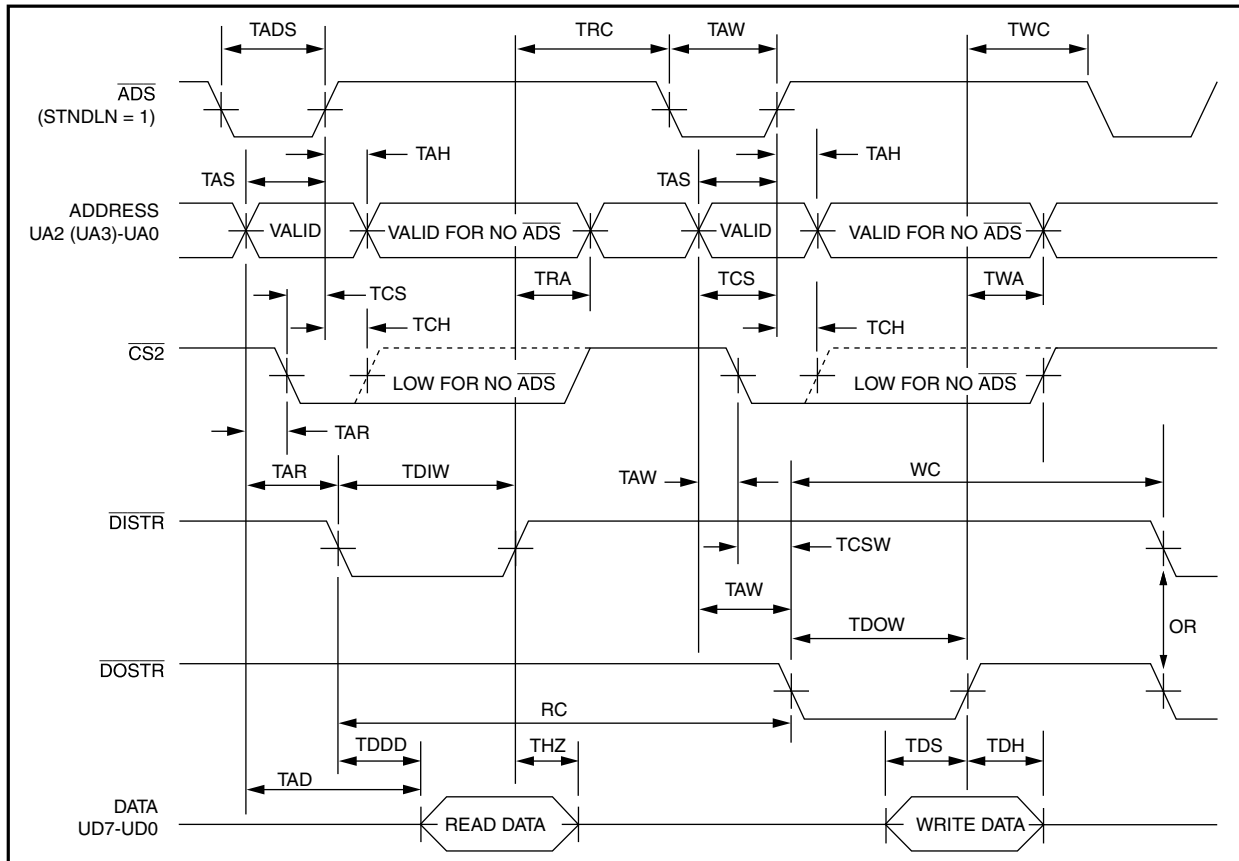 TADS
TRC
TAW
TWC
ADS
(STNDLN = 1)
TAH
TAH
TAS
TAS
ADDRESS
UA2 (UA3)-UA0
VALID
VALID FOR NO ADS
VALID
VALID FOR NO ADS
TCS
TRA
TCS
TWA
TCH
TCH
CS2
LOW FOR NO ADS
LOW FOR NO ADS
TAR
TAR
TDIW
TAW
WC
DISTR
TCSW
TAW
TDOW
OR
DOSTR
RC
TDDD
THZ
TDS
TDH
TAD
DATA
UD7-UD0
READ DATA
WRITE DATA